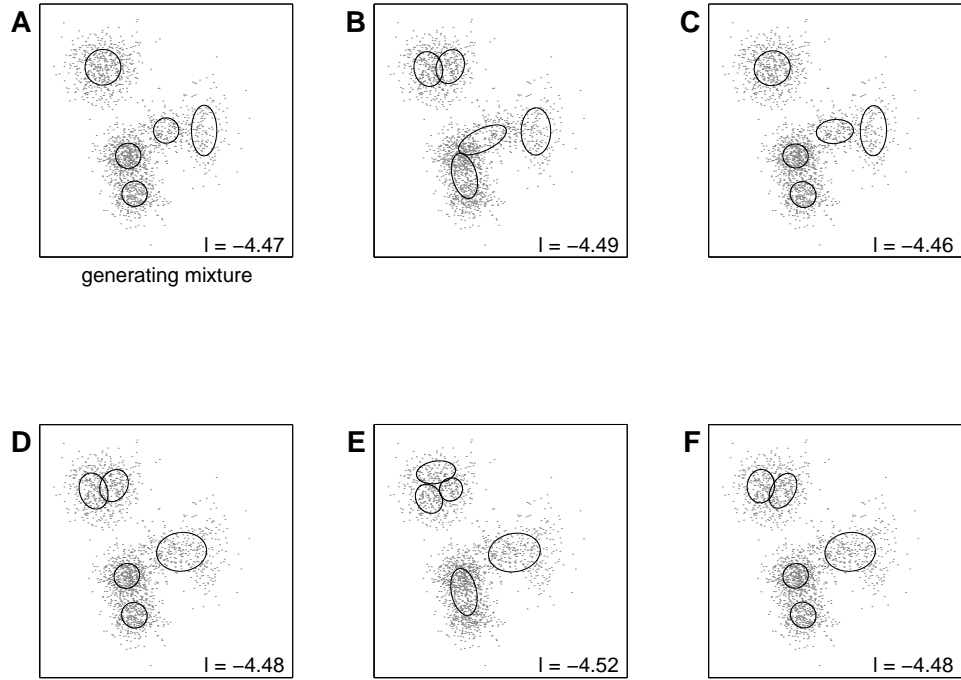 A
B
C
l = −4.47
l = −4.49
l = −4.46
generating mixture
D
E
F
l = −4.48
l = −4.52
l = −4.48